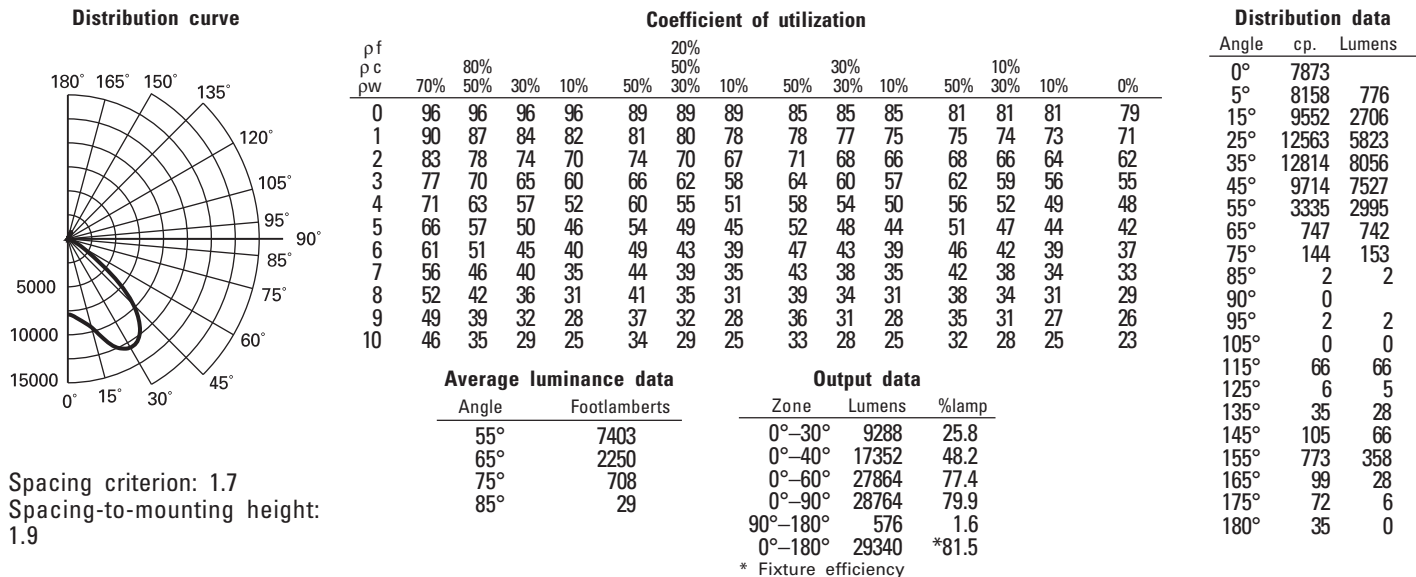 Distribution curve
180° 165° 150° 135°
120°
105°
95°
90°
85°
75°
60°
45°
30°
15°
0°
5000
10000
15000
Spacing criterion: 1.7
Spacing-to-mounting height:
1.9
Coefficient of utilization
ρf 20%
ρc 80% 50% 30% 10%
ρw 70% 50% 30% 10% 50% 30% 10% 50% 30% 10% 50% 30% 10% 0%
0 96 96 96 96 89 89 89 85 85 85 81 81 81 79
1 90 87 84 82 81 80 78 78 77 75 75 74 73 71
2 83 78 74 70 74 70 67 71 68 66 68 66 64 62
3 77 70 65 60 66 62 58 64 60 57 62 59 56 55
4 71 63 57 52 60 55 51 58 54 50 56 52 49 48
5 66 57 50 46 54 49 45 52 48 44 51 47 44 42
6 61 51 45 40 49 43 39 47 43 39 46 42 39 37
7 56 46 40 35 44 39 35 43 38 35 42 38 34 33
8 52 42 36 31 41 35 31 39 34 31 38 34 31 29
9 49 39 32 28 37 32 28 36 31 28 35 31 27 26
10 46 35 29 25 34 29 25 33 28 25 32 28 25 23
Average luminance data
Angle Footlamberts
55° 7403
65° 2250
75° 708
85° 29
Output data
Zone Lumens %lamp
0°–30° 9288 25.8
0°–40° 17352 48.2
0°–60° 27864 77.4
0°–90° 28764 79.9
90°–180° 576 1.6
0°–180° 29340 *81.5
* Fixture efficiency
Distribution data
Angle cp. Lumens
0° 7873
5° 8158 776
15° 9552 2706
25° 12563 5823
35° 12814 8056
45° 9714 7527
55° 3335 2995
65° 747 742
75° 144 153
85° 2 2
90° 0
95° 2 2
105° 0 0
115° 66 66
125° 6 5
135° 35 28
145° 105 66
155° 773 358
165° 99 28
175° 72 6
180° 35 0